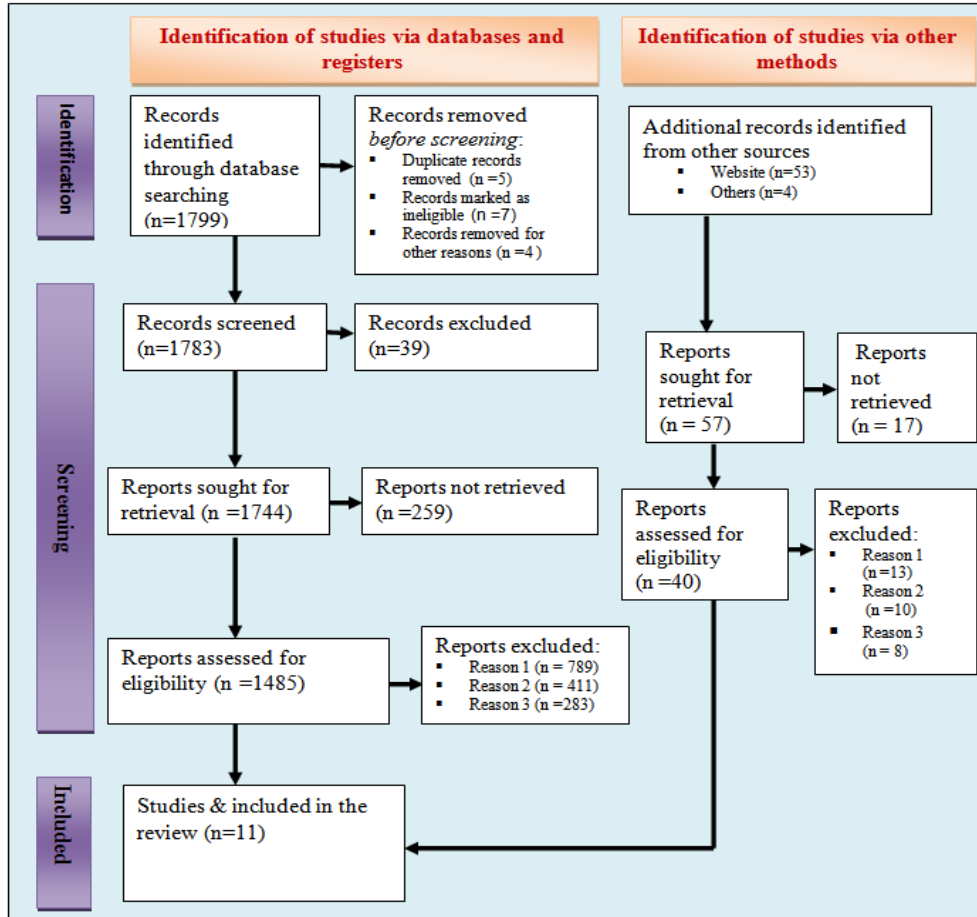 Identification of studies via databases and
registers
Identification of studies via other
methods
Identification
Records
identified
through database
searching
(n=1799)
Records removed
before screening:
▪ Duplicate records
removed (n =5)
▪ Records marked as
ineligible (n =7)
▪ Records removed for
other reasons (n =4 )
Additional records identified
from other sources
▪ Website (n=53)
▪ Others (n=4)
Screening
Records screened
(n=1783)
Records excluded
(n=39)
Reports
sought for
retrieval
(n = 57)
Reports
not
retrieved
(n = 17)
Reports sought for
retrieval (n =1744)
Reports not retrieved
(n =259)
Reports
assessed for
eligibility
(n =40)
Reports
excluded:
▪ Reason 1
(n =13)
▪ Reason 2
(n =10)
▪ Reason 3
(n = 8)
Reports assessed for
eligibility (n =1485)
Reports excluded:
▪ Reason 1 (n = 789)
▪ Reason 2 (n = 411)
▪ Reason 3 (n =283)
Included
Studies & included in the
review (n=11)